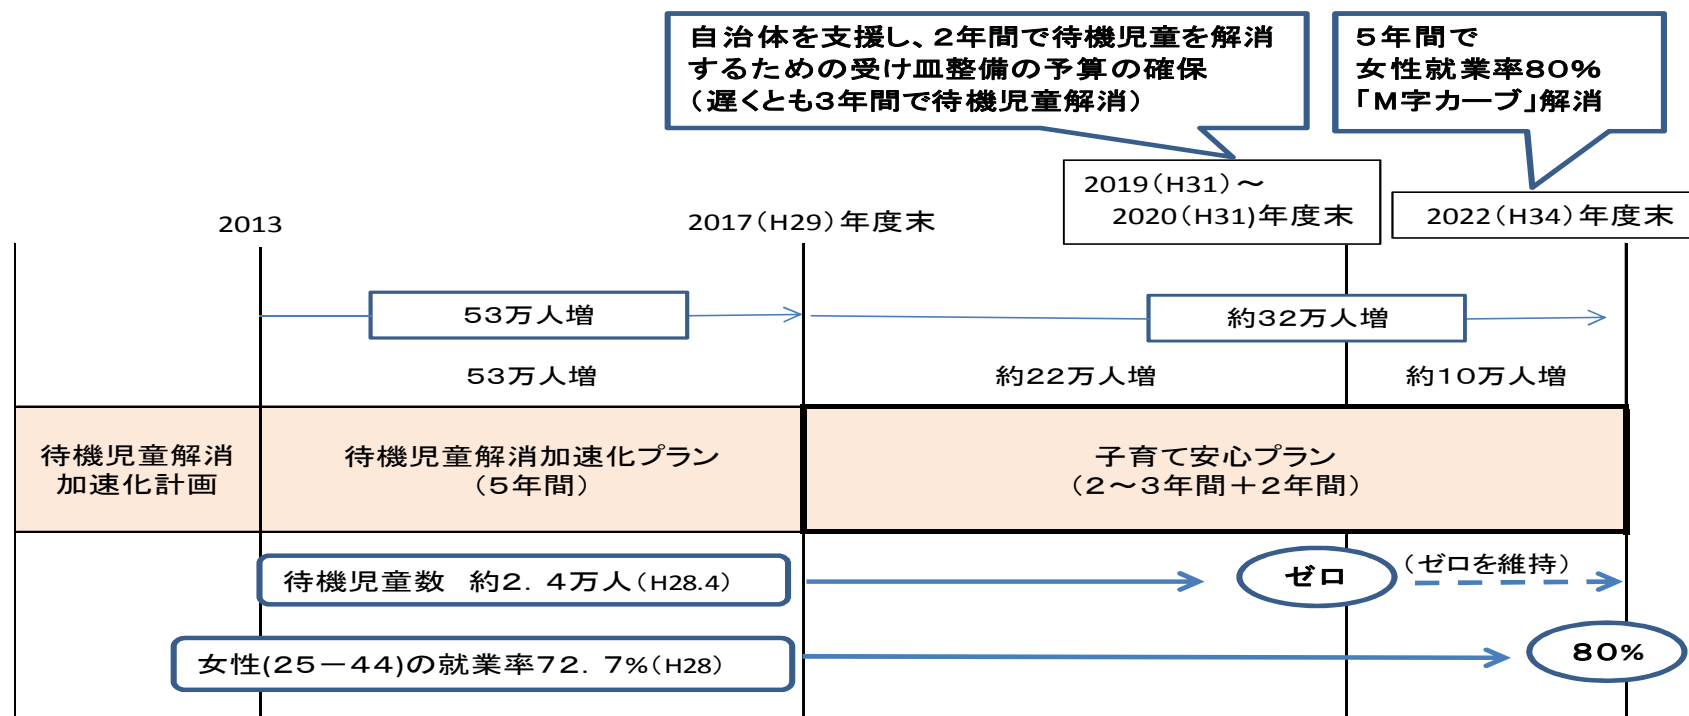 自治体を支援し、2年間で待機児童を解消
するための受け皿整備の予算の確保
（遅くとも3年間で待機児童解消）
5年間で
女性就業率80%
「M字カーブ」解消
2013
2017（H29）年度末
2019（H31）～
2020（H31)年度末
2022（H34）年度末
53万人増
約32万人増
53万人増
約22万人増
約10万人増
待機児童解消
加速化計画
待機児童解消加速化プラン
（5年間）
子育て安心プラン
（2～3年間＋2年間）
待機児童数　約2．4万人（H28.4）
ゼロ
（ゼロを維持）
女性(25－44)の就業率72．7%（H28）
80%